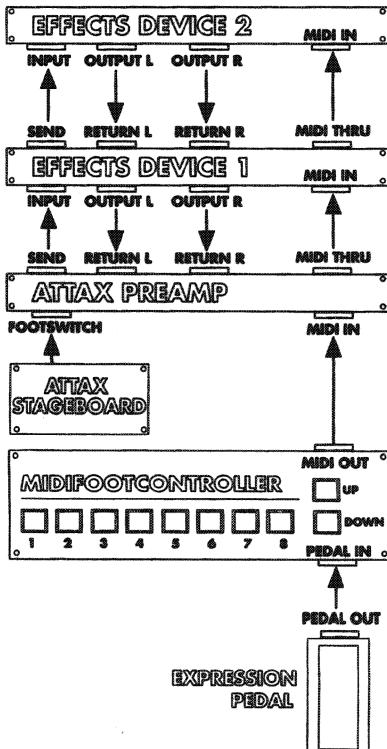 EFFECTS DEVICE 2
MIDI IN
INPUT OUTPUT L OUTPUT R
SEND RETURN L RETURN R MIDI THRU
EFFECTS DEVICE 1
MIDI IN
INPUT OUTPUT L OUTPUT R
SEND RETURN L RETURN R MIDI THRU
ATTAX PREAMP
FOOTSWITCH MIDI IN
ATTAX
STAGEBOARD
MIDI OUT
MIDIFOOTCONTROLLER
UP
DOWN
1 2 3 4 5 6 7 8
PEDAL IN
PEDAL OUT
EXPRESSION
PEDAL